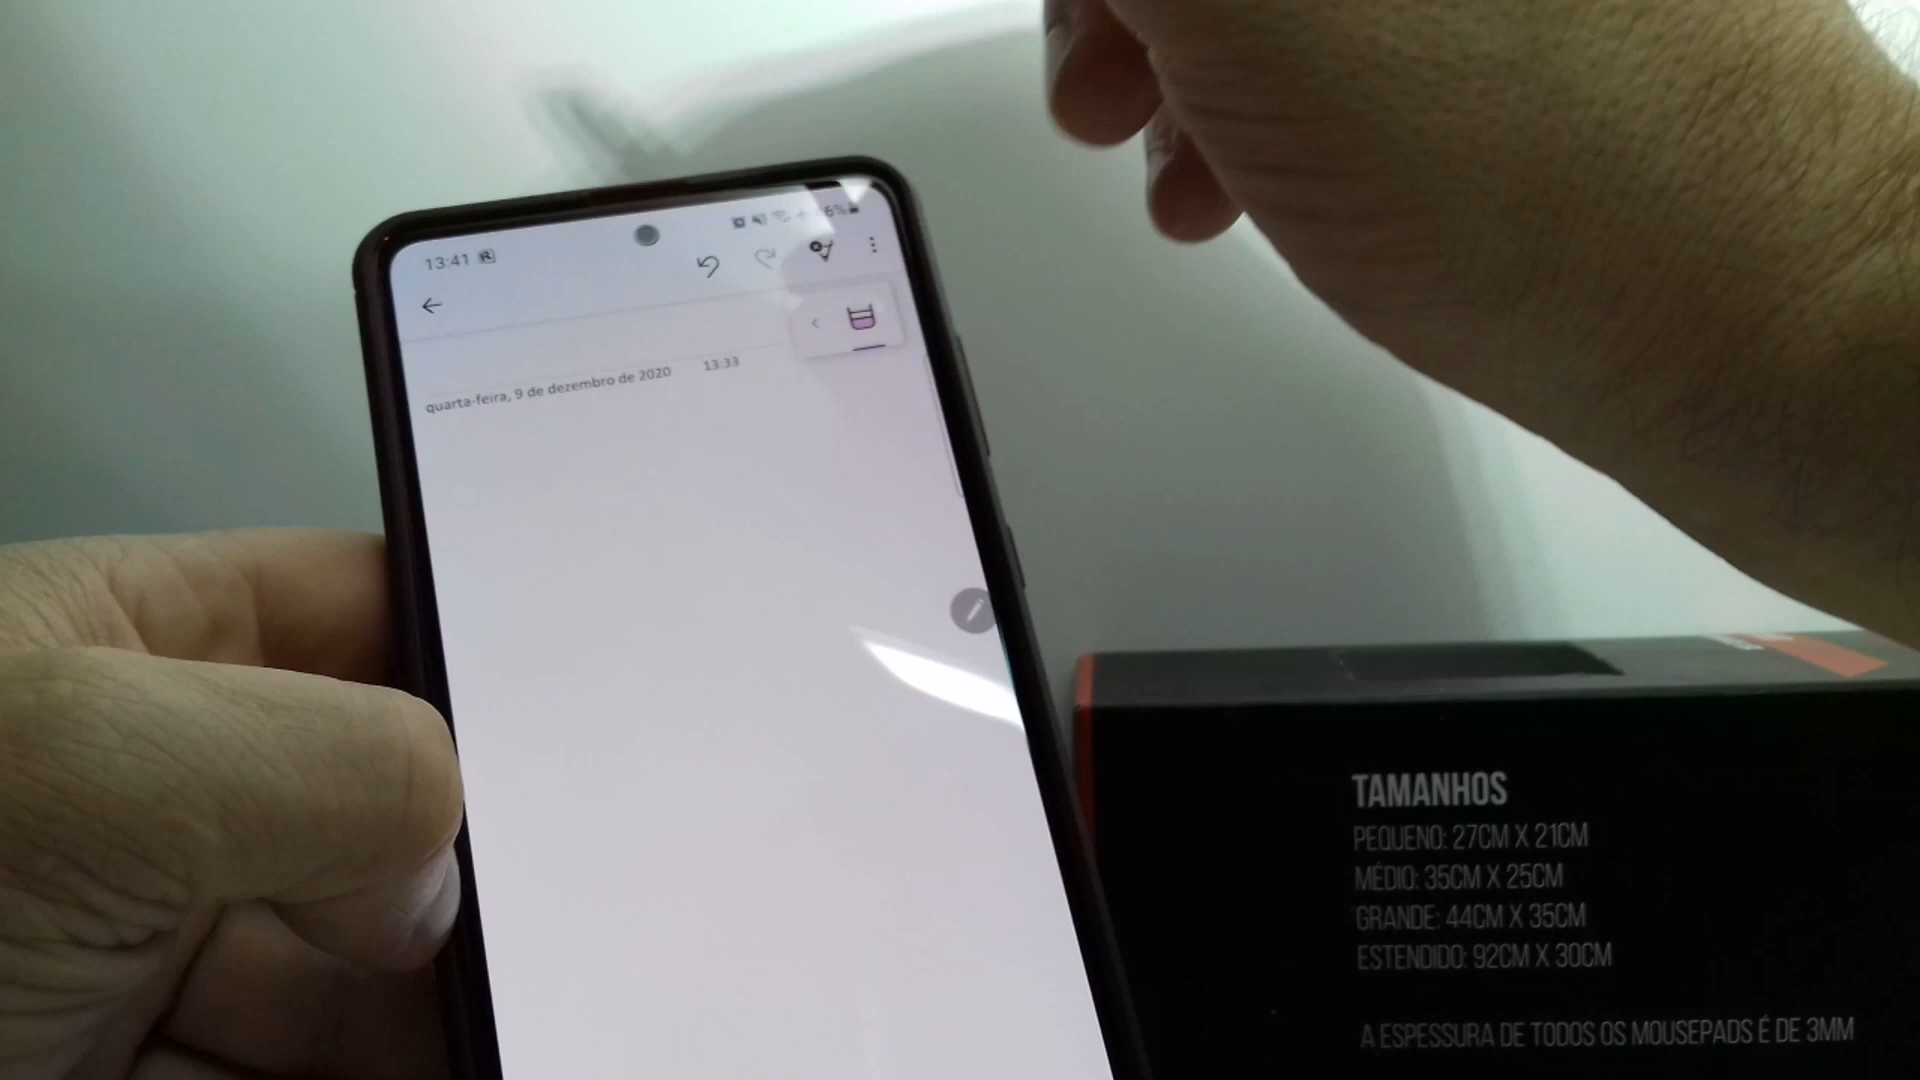 13:41
6%
quarta-feira, 9 de dezembro de 2020 13:33
TAMANHOS
PEQUENO: 27CM X 21CM
MÉDIO: 35CM X 25CM
GRANDE: 44CM X 35CM
ESTENDIDO: 92CM X 30CM
A ESPESSURA DE TODOS OS MOUSEPADS É DE 3MM